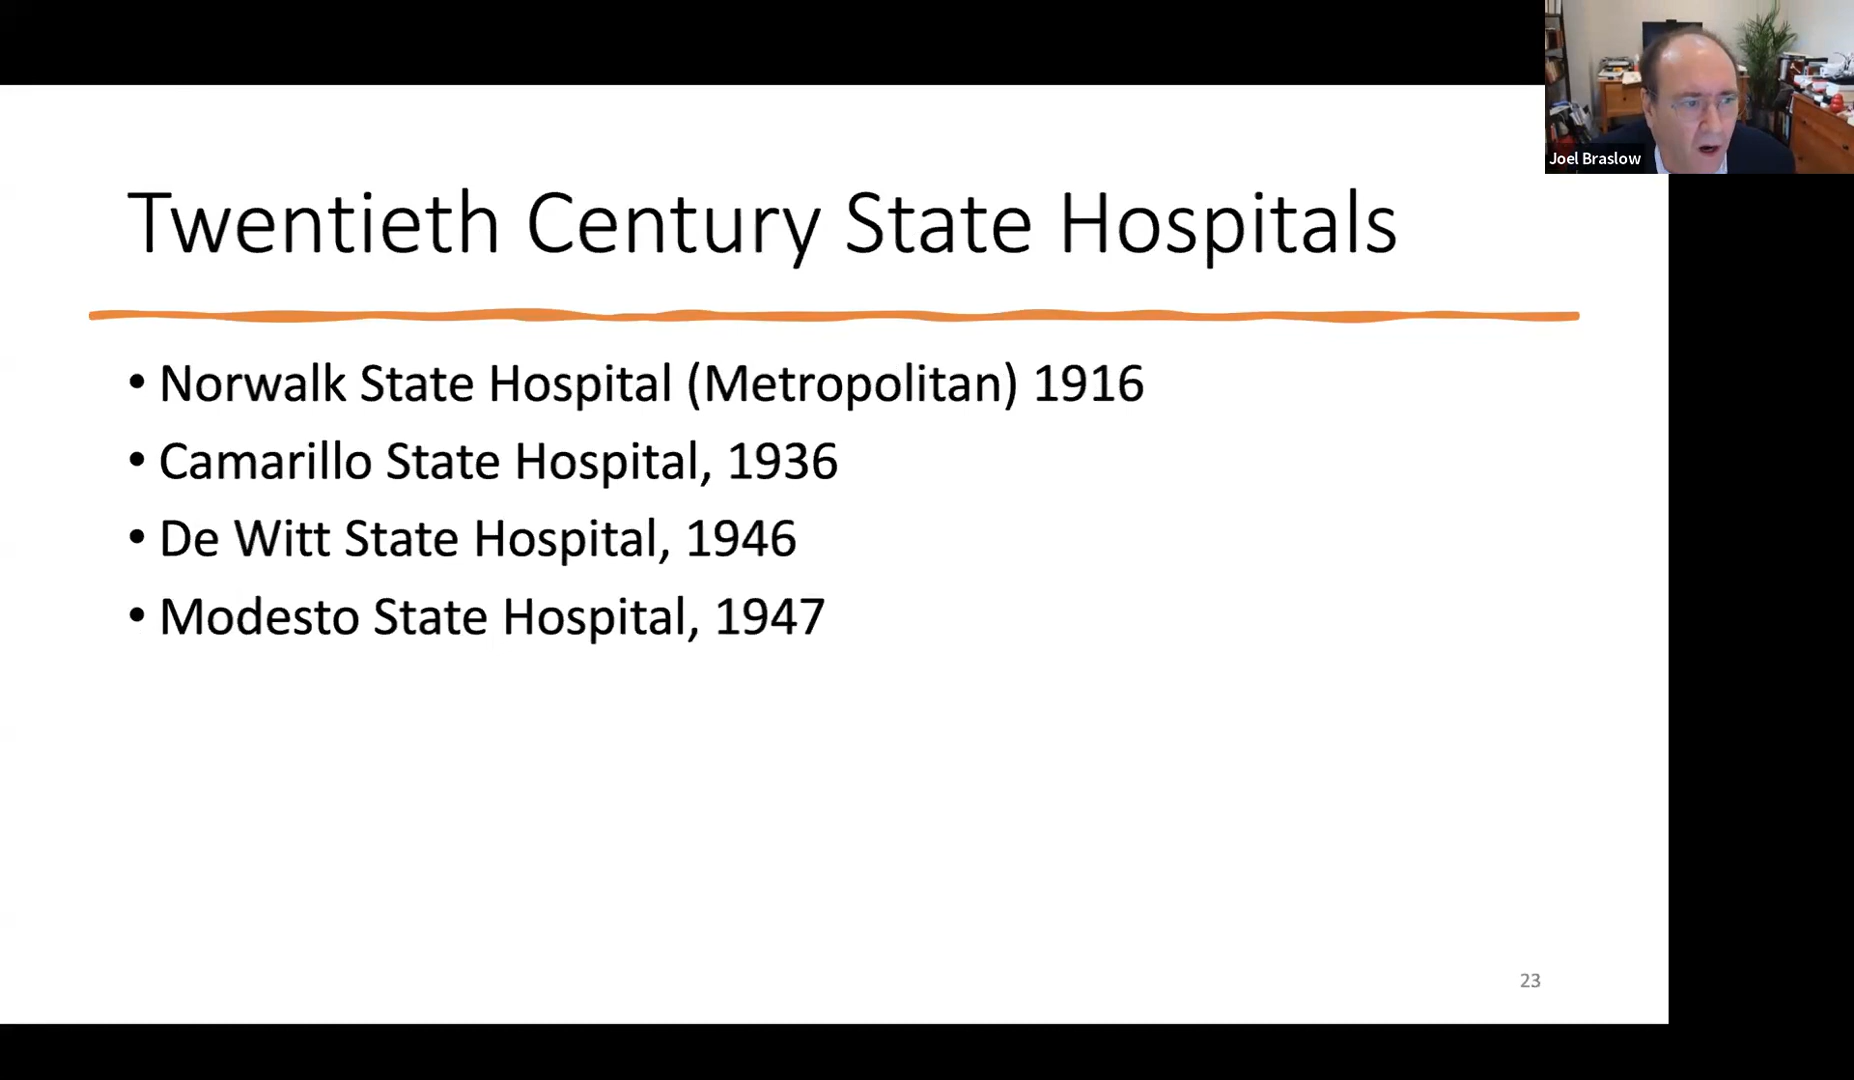 Joel Braslow
Twentieth Century State Hospitals
• Norwalk State Hospital (Metropolitan) 1916
• Camarillo State Hospital, 1936
• De Witt State Hospital, 1946
• Modesto State Hospital, 1947
23